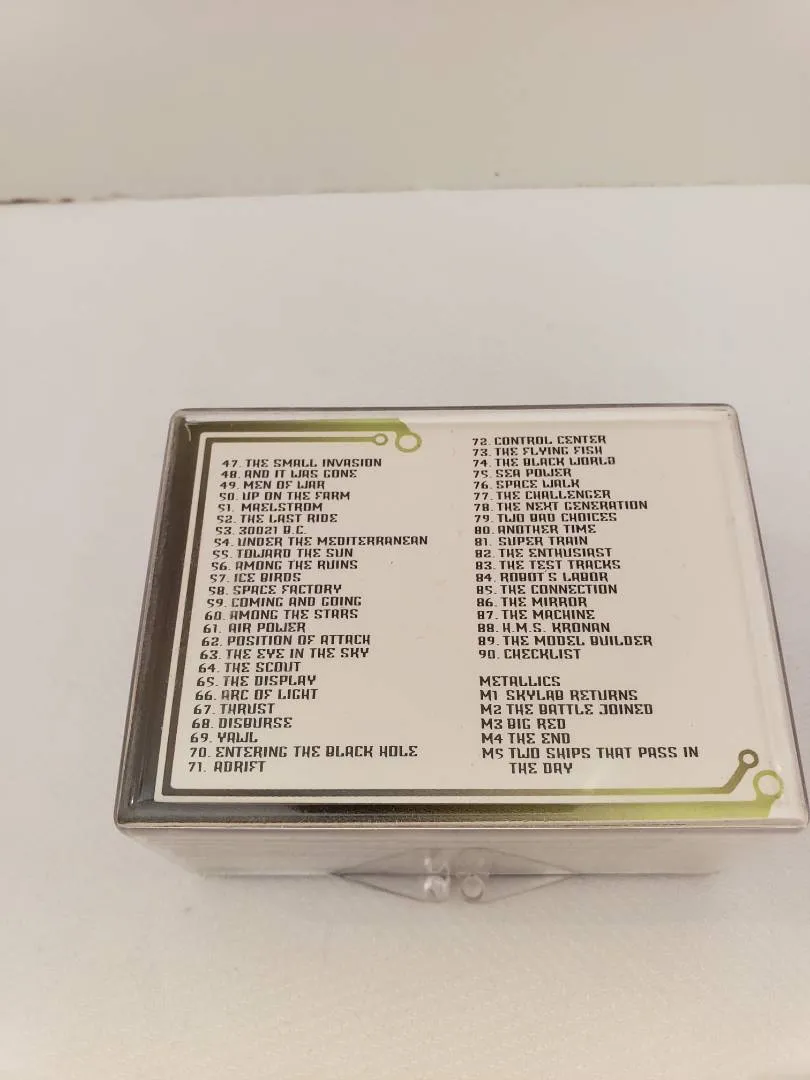 47. THE SMALL INVASION
48. AND IT WAS GONE
49. MEN OF WAR
50. UP ON THE FARM
51. MAELSTROM
52. THE LAST RIDE
53. 30021 B.C.
54. UNDER THE MEDITERRANEAN
55. TOWARD THE SUN
56. AMONG THE RUINS
57. ICE BIRDS
58. SPACE FACTORY
59. COMING AND GOING
60. AMONG THE STARS
61. AIR POWER
62. POSITION OF ATTACK
63. THE EYE IN THE SKY
64. THE SCOUT
65. THE DISPLAY
66. ARC OF LIGHT
67. THRUST
68. DISBURSE
69. YAWL
70. ENTERING THE BLACK HOLE
71. ADRIFT
72. CONTROL CENTER
73. THE FLYING FISH
74. THE BLACK WORLD
75. SEA POWER
76. SPACE WALK
77. THE CHALLENGER
78. THE NEXT GENERATION
79. TWO BAD CHOICES
80. ANOTHER TIME
81. SUPER TRAIN
82. THE ENTHUSIAST
83. THE TEST TRACKS
84. ROBOT'S LABOR
85. THE CONNECTION
86. THE MIRROR
87. THE MACHINE
88. H.M.S. KRONAN
89. THE MODEL BUILDER
90. CHECKLIST
METALLICS
M1 SKYLAB RETURNS
M2 THE BATTLE JOINED
M3 BIG RED
M4 THE END
M5 TWO SHIPS THAT PASS IN
THE DAY